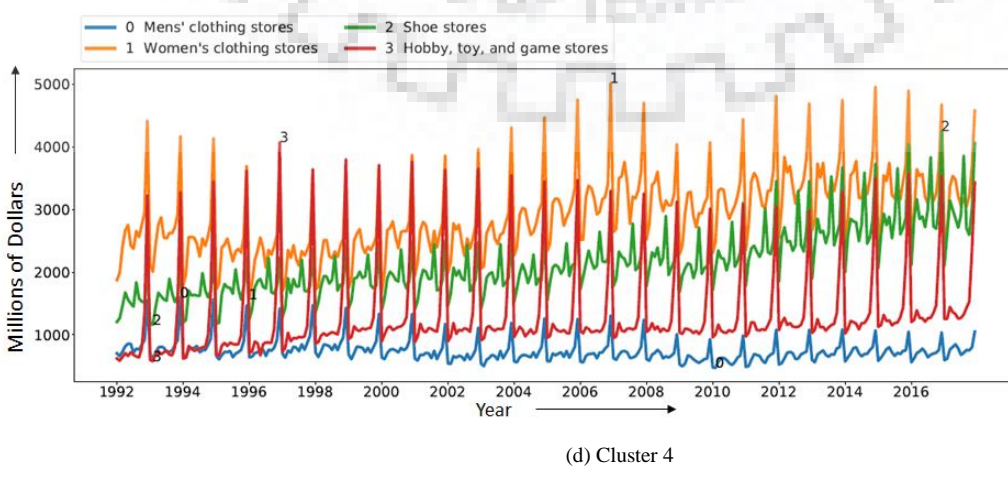 0 Mens' clothing stores 2 Shoe stores
1 Women's clothing stores 3 Hobby, toy, and game stores
1
5000
3
2
4000
3000
0
1
2000
2
1000
3
0
Millions of Dollars
1992 1994 1996 1998 2000 2002 2004 2006 2008 2010 2012 2014 2016
Year
(d) Cluster 4